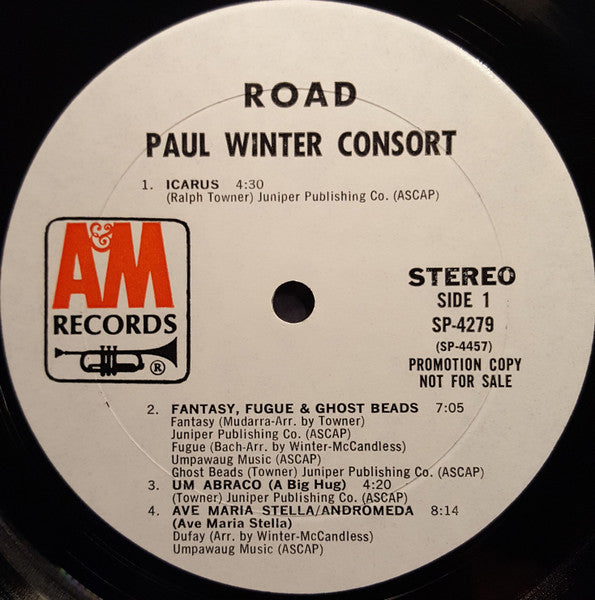 ROAD
PAUL WINTER CONSORT
1. ICARUS 4:30
(Ralph Towner) Juniper Publishing Co. (ASCAP)
A&M
RECORDS
®
STEREO
SIDE 1
SP-4279
(SP-4457)
PROMOTION COPY
NOT FOR SALE
2. FANTASY, FUGUE & GHOST BEADS 7:05
Fantasy (Mudarra-Arr. by Towner)
Juniper Publishing Co. (ASCAP)
Fugue (Bach-Arr. by Winter-McCandless)
Umpawaug Music (ASCAP)
Ghost Beads (Towner) Juniper Publishing Co. (ASCAP)
3. UM ABRACO (A Big Hug) 4:20
(Towner) Juniper Publishing Co. (ASCAP)
4. AVE MARIA STELLA/ANDROMEDA 8:14
(Ave Maria Stella)
Dufay (Arr. by Winter-McCandless)
Umpawaug Music (ASCAP)